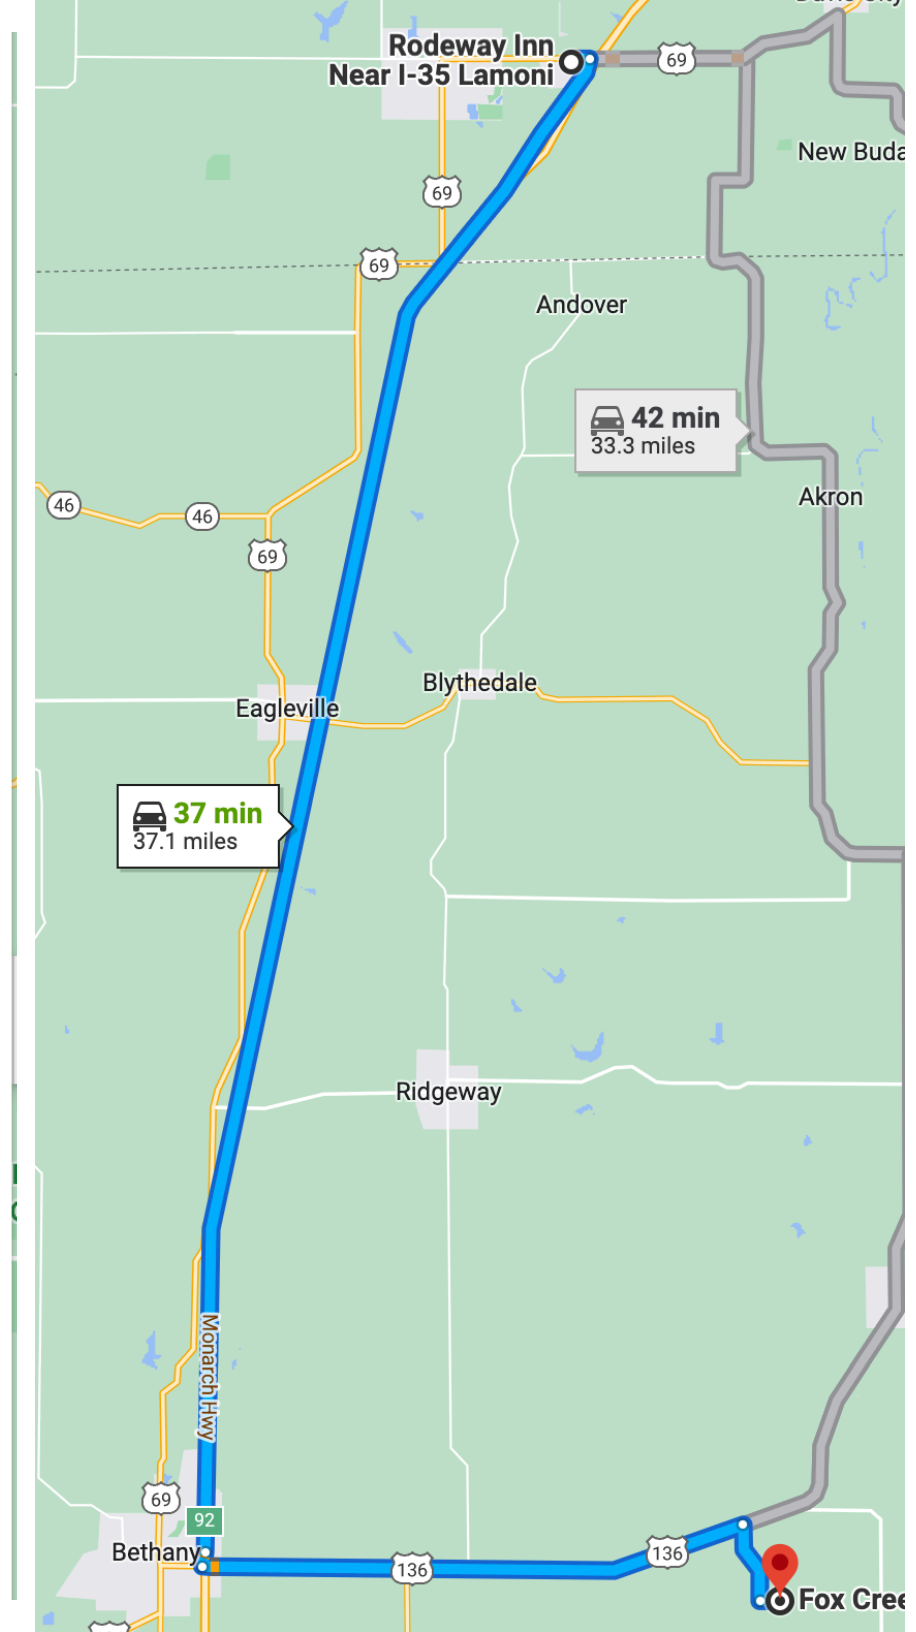 Rodeway Inn
Near I-35 Lamoni
69
New Buda
69
69
Andover
42 min
33.3 miles
46
46
Akron
69
Blythedale
Eagleville
37 min
37.1 miles
Ridgeway
Monarch Hwy
69
92
Bethany
136
136
Fox Cree